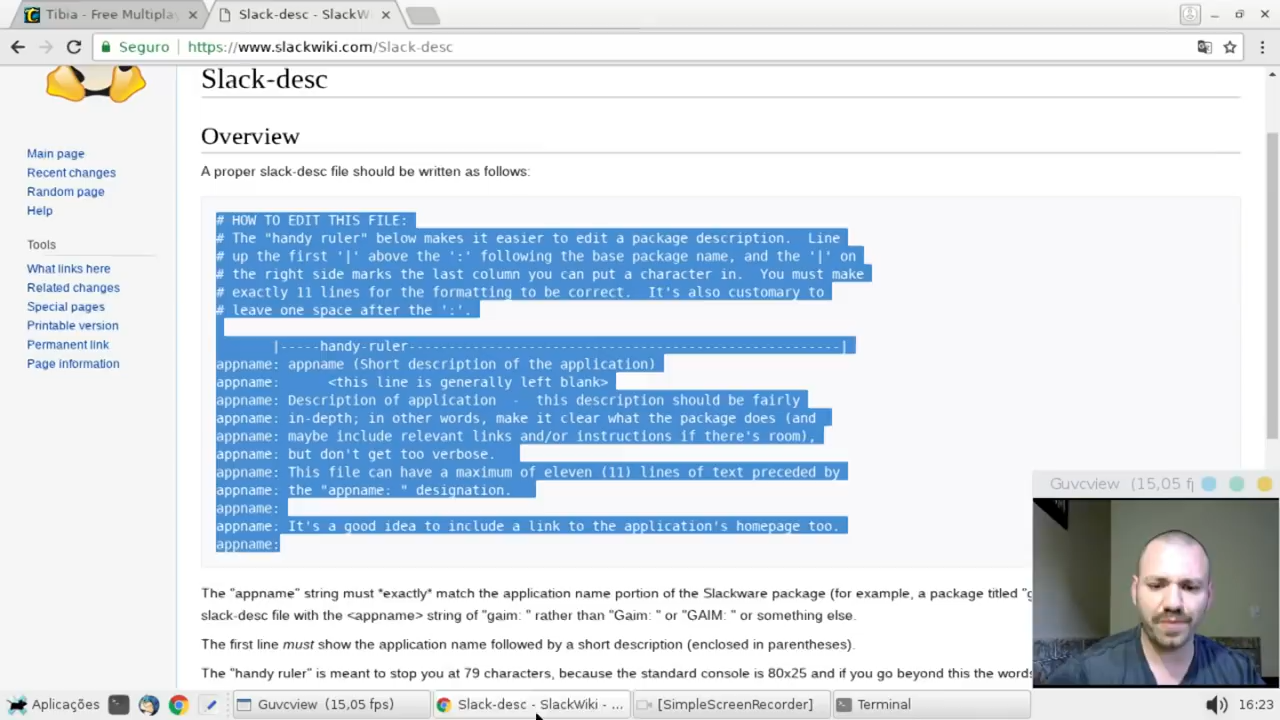 Tibia - Free Multipla
Slack-desc - SlackW
Seguro
https://www.slackwiki.com/Slack-desc
Main page
Recent changes
Random page
Help
Tools
What links here
Related changes
Special pages
Printable version
Permanent link
Page information
Slack-desc
Overview
A proper slack-desc file should be written as follows:
# HOW TO EDIT THIS FILE:
# The "handy ruler" below makes it easier to edit a package description.  Line
# up the first '|' above the ':' following the base package name, and the '|' on
# the right side marks the last column you can put a character in.  You must make
# exactly 11 lines for the formatting to be correct.  It's also customary to
# leave one space after the ':'.
|-----handy-ruler------------------------------------------------------|
appname: appname (Short description of the application)
appname:      <this line is generally left blank>
appname: Description of application  -  this description should be fairly
appname: in-depth; in other words, make it clear what the package does (and
appname: maybe include relevant links and/or instructions if there's room),
appname: but don't get too verbose.
appname: This file can have a maximum of eleven (11) lines of text preceded by
appname: the "appname: " designation.
appname:
appname: It's a good idea to include a link to the application's homepage too.
appname:
The "appname" string must *exactly* match the application name portion of the Slackware package (for example, a package titled "g
slack-desc file with the <appname> string of "gaim: " rather than "Gaim: " or "GAIM: " or something else.
The first line must show the application name followed by a short description (enclosed in parentheses).
The "handy ruler" is meant to stop you at 79 characters, because the standard console is 80x25 and if you go beyond this the words
Guvcview (15,05 f
Aplicações
Guvcview (15,05 fps)
Slack-desc - SlackWiki - ...
[SimpleScreenRecorder]
Terminal
16:23